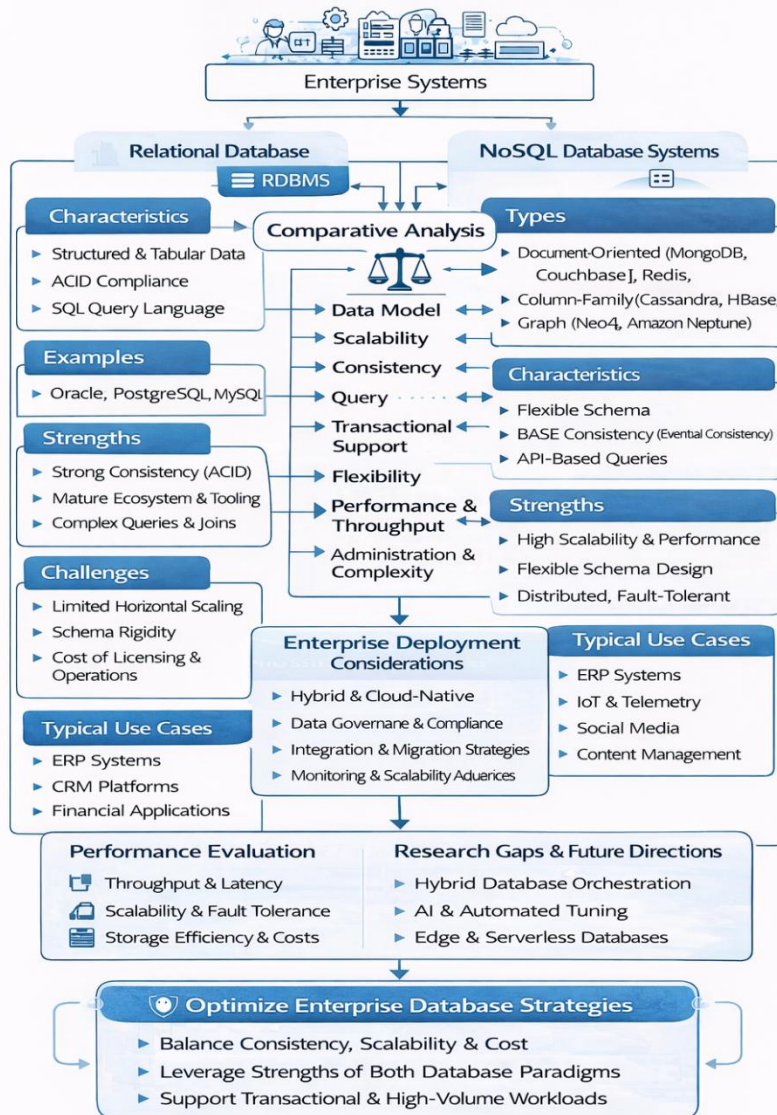 Enterprise Systems
Relational Database
RDBMS
NoSQL Database Systems
Characteristics
Structured & Tabular Data
ACID Compliance
SQL Query Language
Examples
Oracle, PostgreSQL, MySQL
Strengths
Strong Consistency (ACID)
Mature Ecosystem & Tooling
Complex Queries & Joins
Challenges
Limited Horizontal Scaling
Schema Rigidity
Cost of Licensing &
Operations
Typical Use Cases
ERP Systems
CRM Platforms
Financial Applications
Comparative Analysis
Data Model
Scalability
Consistency
Query
Transactional
Support
Flexibility
Performance &
Throughput
Administration &
Complexity
Enterprise Deployment
Considerations
Hybrid & Cloud-Native
Data Governane & Compliance
Integration & Migration Strategies
Monitoring & Scalability Aduerices
Types
Document-Oriented (MongoDB,
Couchbase], Redis,
Column-Family (Cassandra, HBase,
Graph (Neo4, Amazon Neptune)
Characteristics
Flexible Schema
BASE Consistency (Evential Consistency)
API-Based Queries
Strengths
High Scalability & Performance
Flexible Schema Design
Distributed, Fault-Tolerant
Typical Use Cases
ERP Systems
IoT & Telemetry
Social Media
Content Management
Performance Evaluation
Throughput & Latency
Scalability & Fault Tolerance
Storage Efficiency & Costs
Research Gaps & Future Directions
Hybrid Database Orchestration
AI & Automated Tuning
Edge & Serverless Databases
Optimize Enterprise Database Strategies
Balance Consistency, Scalability & Cost
Leverage Strengths of Both Database Paradigms
Support Transactional & High-Volume Workloads